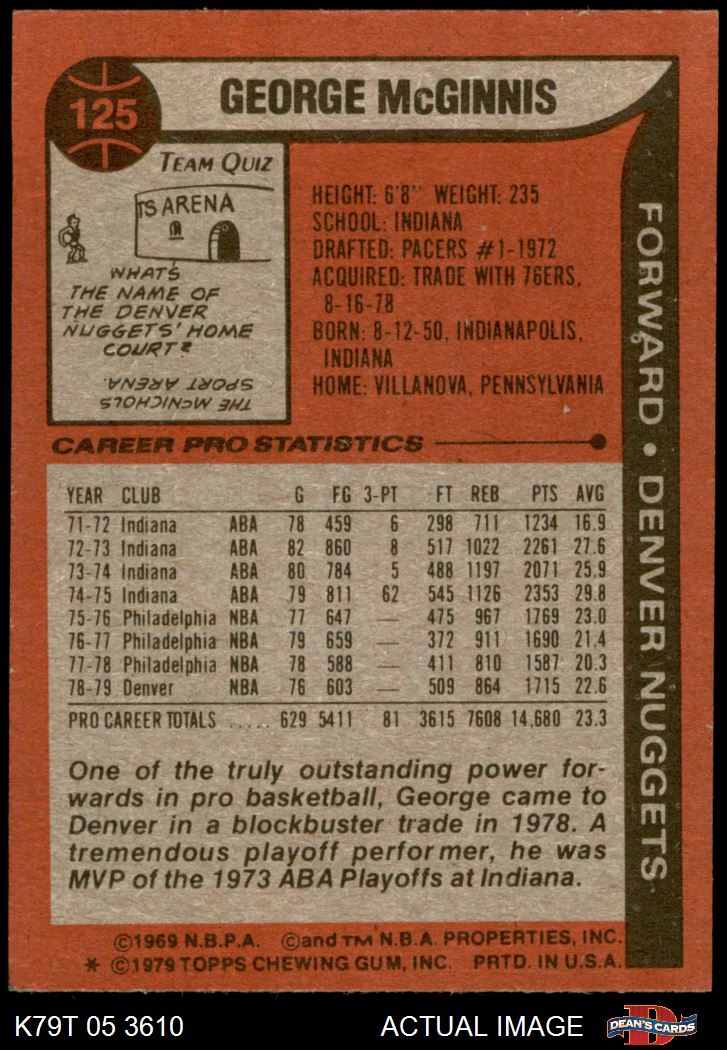 125
GEORGE McGINNIS
TEAM QUIZ
TS ARENA
WHAT'S
THE NAME OF
THE DENVER
NUGGETS' HOME
COURT?
THE McNICHOLS
SPORT ARENA.
HEIGHT: 6'8" WEIGHT: 235
SCHOOL: INDIANA
DRAFTED: PACERS #1-1972
ACQUIRED: TRADE WITH 76ERS,
8-16-78
BORN: 8-12-50, INDIANAPOLIS,
INDIANA
HOME: VILLANOVA, PENNSYLVANIA
FORWARD • DENVER NUGGETS
CAREER PRO STATISTICS
YEAR CLUB G FG 3-PT FT REB PTS AVG
71-72 Indiana ABA 78 459 6 298 711 1234 16.9
72-73 Indiana ABA 82 860 8 517 1022 2261 27.6
73-74 Indiana ABA 80 784 5 488 1197 2071 25.9
74-75 Indiana ABA 79 811 62 545 1126 2353 29.8
75-76 Philadelphia NBA 77 647 — 475 967 1769 23.0
76-77 Philadelphia NBA 79 659 — 372 911 1690 21.4
77-78 Philadelphia NBA 78 588 — 411 810 1587 20.3
78-79 Denver NBA 76 603 — 509 864 1715 22.6
PRO CAREER TOTALS ..... 629 5411 81 3615 7608 14,680 23.3
One of the truly outstanding power for-
wards in pro basketball, George came to
Denver in a blockbuster trade in 1978. A
tremendous playoff performer, he was
MVP of the 1973 ABA Playoffs at Indiana.
©1969 N.B.P.A. ©and TM N.B.A. PROPERTIES, INC.
* ©1979 TOPPS CHEWING GUM, INC. PRTD. IN U.S.A.
K79T 05 3610 ACTUAL IMAGE
D
DEAN'S CARDS